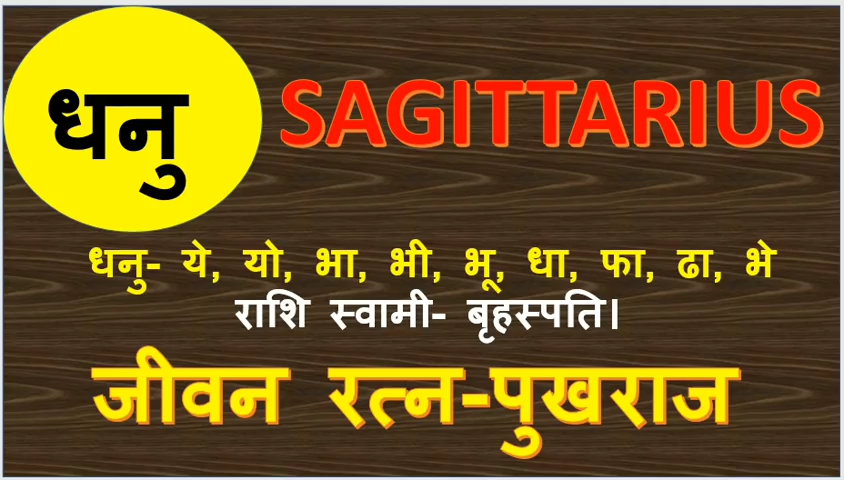 धनु
SAGITTARIUS
धनु- ये, यो, भा, भी, भू, धा, फा, ढा, भे
राशि स्वामी- बृहस्पति।
जीवन रत्न-पुखराज